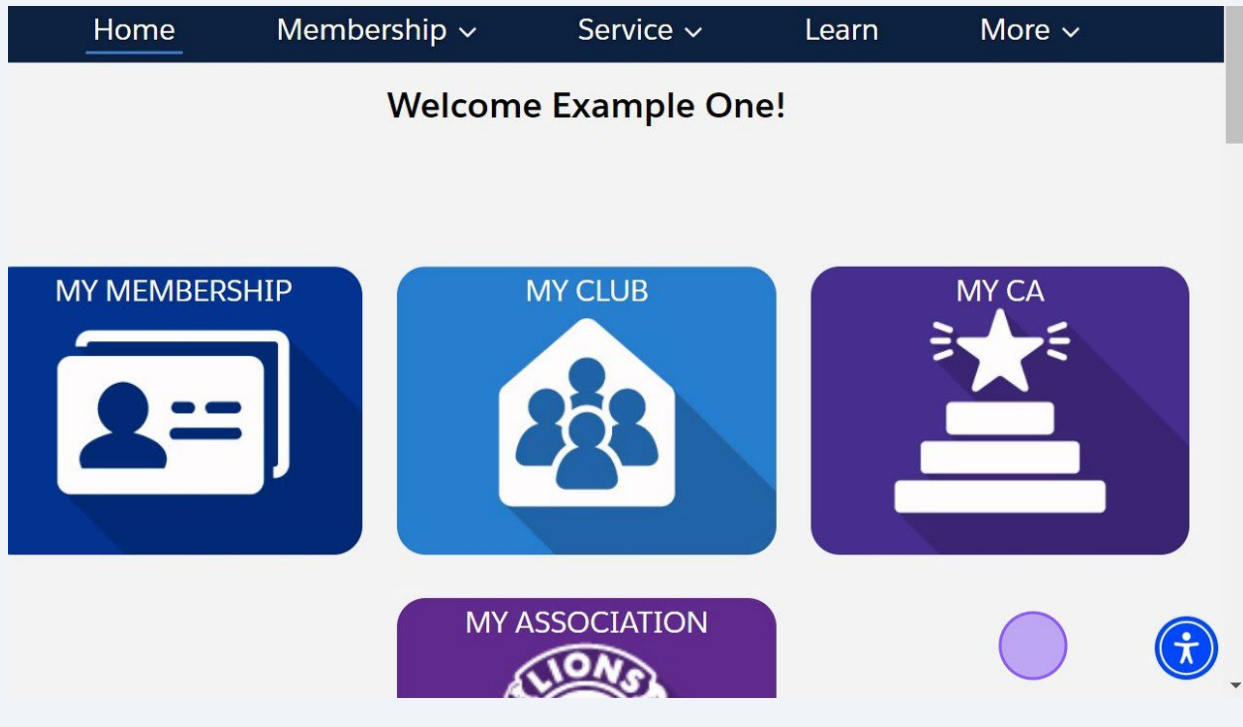 Home Membership Service Learn More
Welcome Example One!
MY MEMBERSHIP
MY CLUB
MY CA
MY ASSOCIATION
LIONS